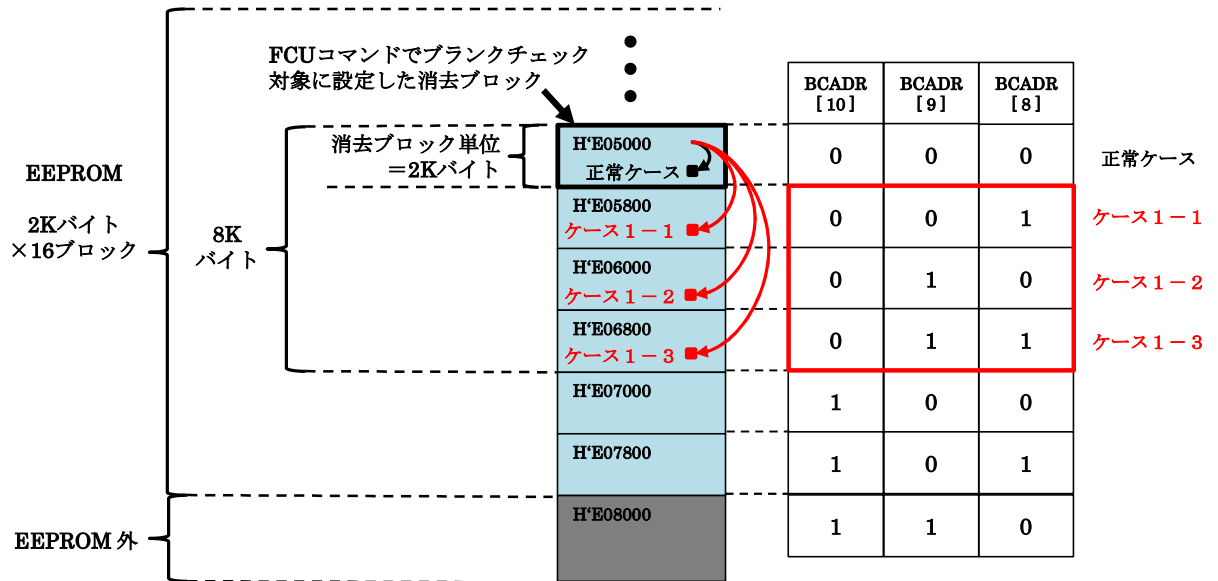 FCUコマンドでブランクチェック
対象に設定した消去ブロック
BCADR
[ 10 ]
BCADR
[ 9 ]
BCADR
[ 8 ]
EEPROM
2Kバイト
×16ブロック
8K
バイト
消去ブロック単位
＝2Kバイト
H'E05000
正常ケース
0 0 0
正常ケース
H'E05800
ケース１－１
0 0 1
ケース１－１
H'E06000
ケース１－２
0 1 0
ケース１－２
H'E06800
ケース１－３
0 1 1
ケース１－３
H'E07000
1 0 0
H'E07800
1 0 1
EEPROM 外
H'E08000
1 1 0